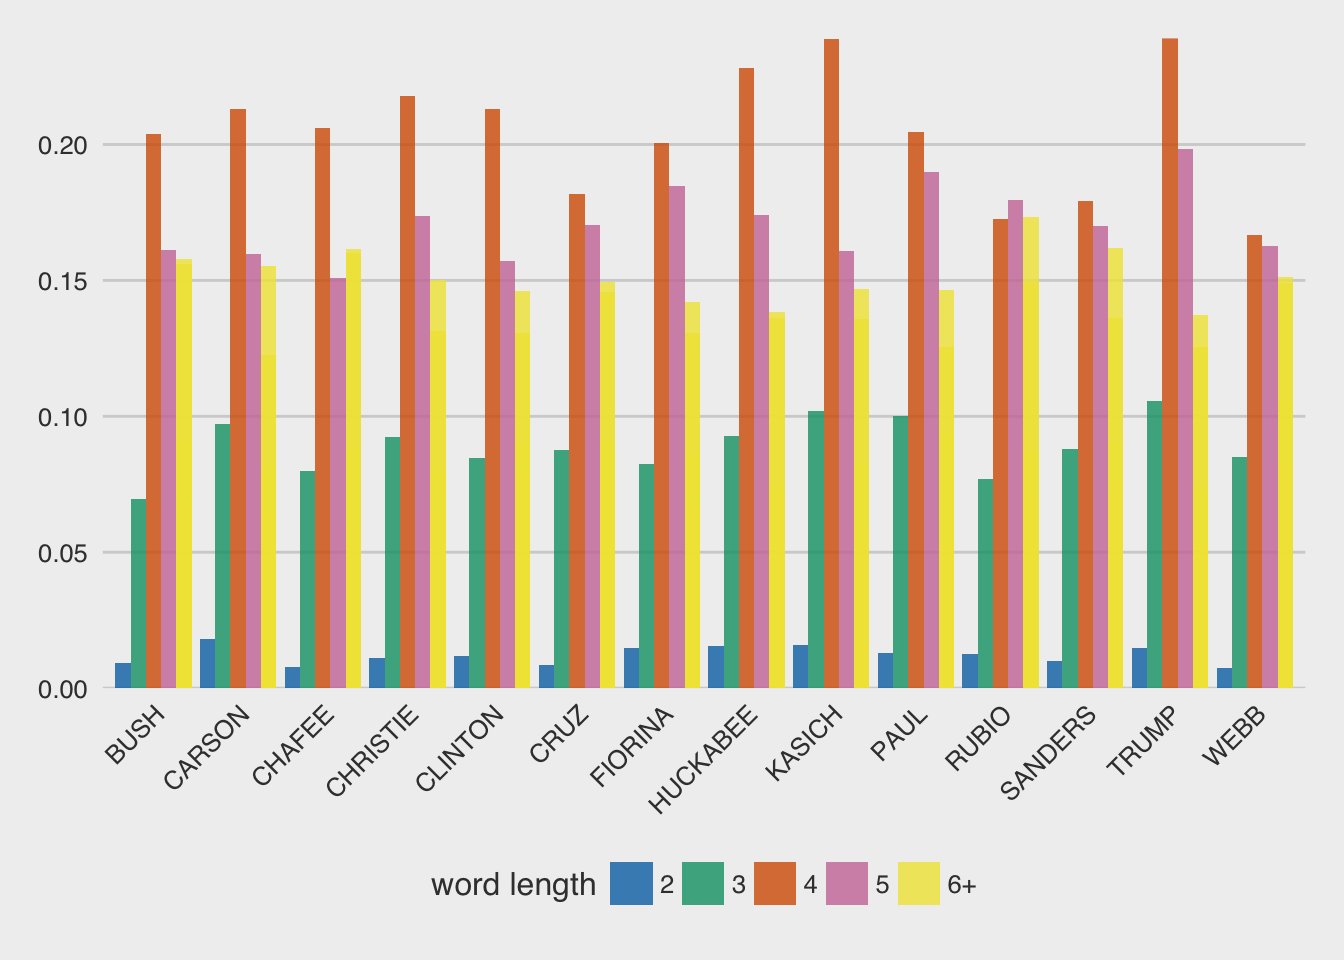 0.20
0.15
0.10
0.05
0.00
BUSH
CARSON
CHAFEE
CHRISTIE
CLINTON
CRUZ
FIORINA
HUCKABEE
KASICH
PAUL
RUBIO
SANDERS
TRUMP
WEBB
word length 2 3 4 5 6+